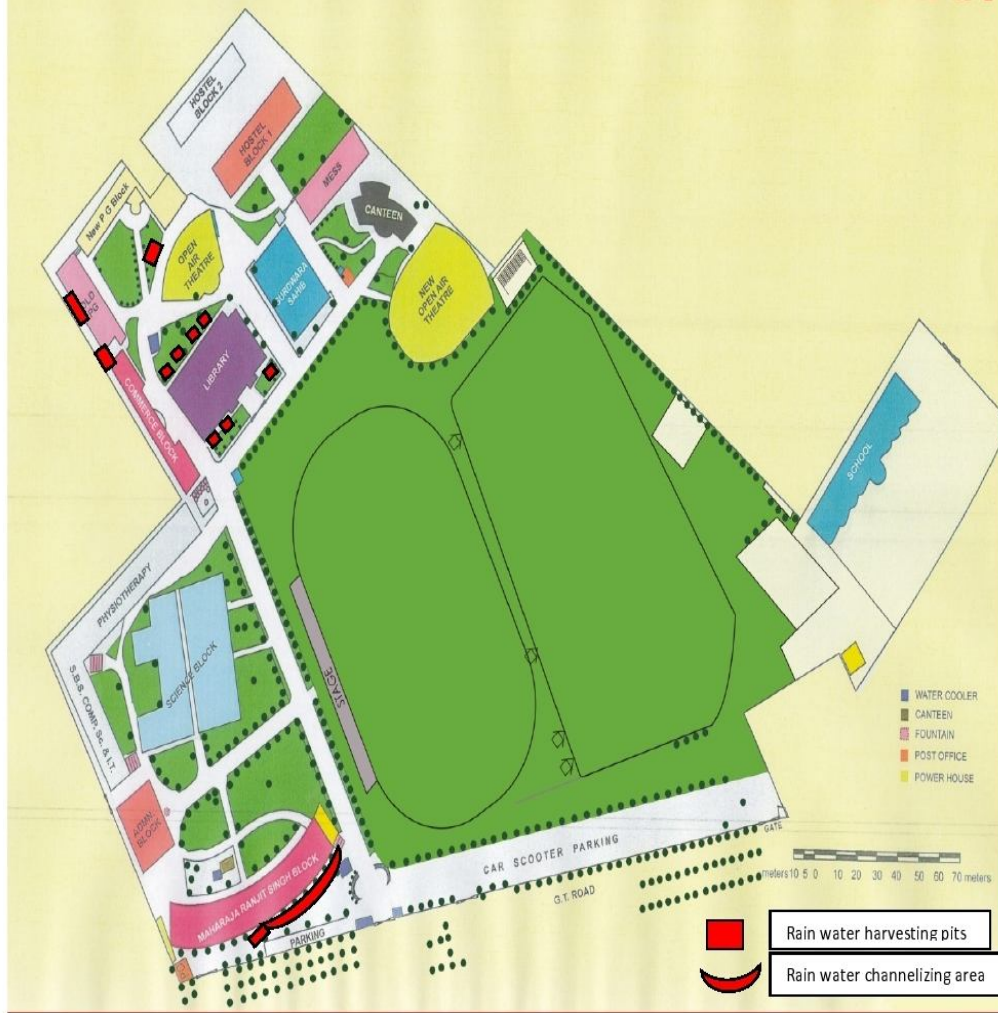 HOSTEL
BLOCK 2
HOSTEL
BLOCK 1
MESS
CANTEEN
New P-G Block
OPEN
AIR
THEATRE
OLD
PG
GURDWARA
SAHIB
NEW
OPEN AIR
THEATRE
LIBRARY
COMMERCE BLOCK
SCHOOL
PHYSIOTHERAPY
SCIENCE BLOCK
STAGE
S.B.S. COMP. Sc. & I.T.
ADMN.
BLOCK
MAHARAJA RANJIT SINGH BLOCK
PARKING
CAR SCOOTER PARKING
GATE
G.T. ROAD
WATER COOLER
CANTEEN
FOUNTAIN
POST OFFICE
POWER HOUSE
meters 10 5 0 10 20 30 40 50 60 70 meters
Rain water harvesting pits
Rain water channelizing area